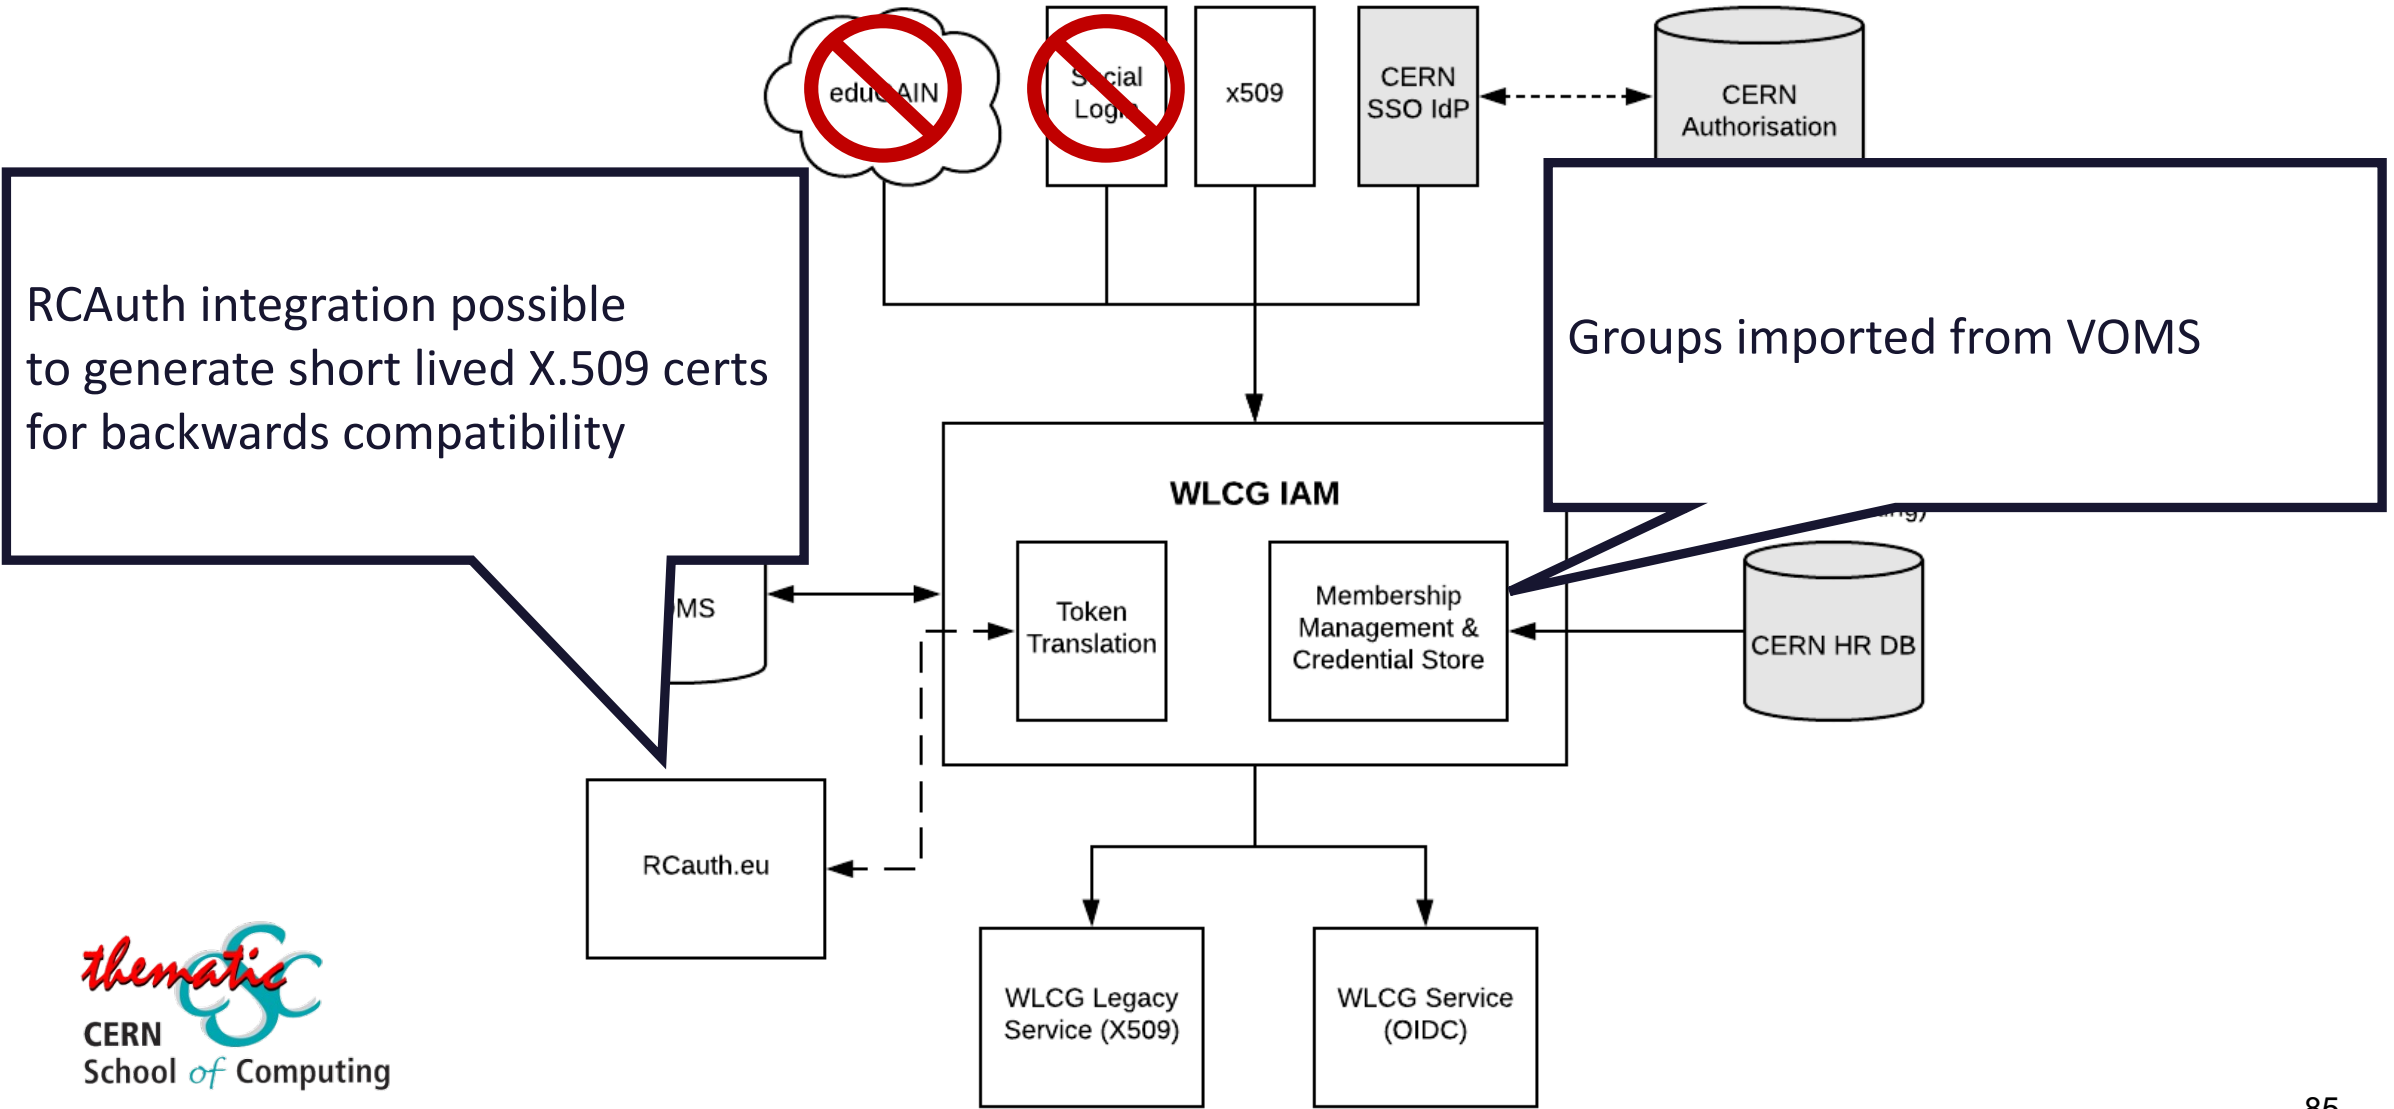 eduGAIN
Social
Login
x509
CERN
SSO IdP
CERN
Authorisation
RCAuth integration possible
to generate short lived X.509 certs
for backwards compatibility
Groups imported from VOMS
WLCG IAM
MS
Token
Translation
Membership
Management &
Credential Store
CERN HR DB
RCauth.eu
WLCG Legacy
Service (X509)
WLCG Service
(OIDC)
thematic
CSC
CERN
School of Computing
85